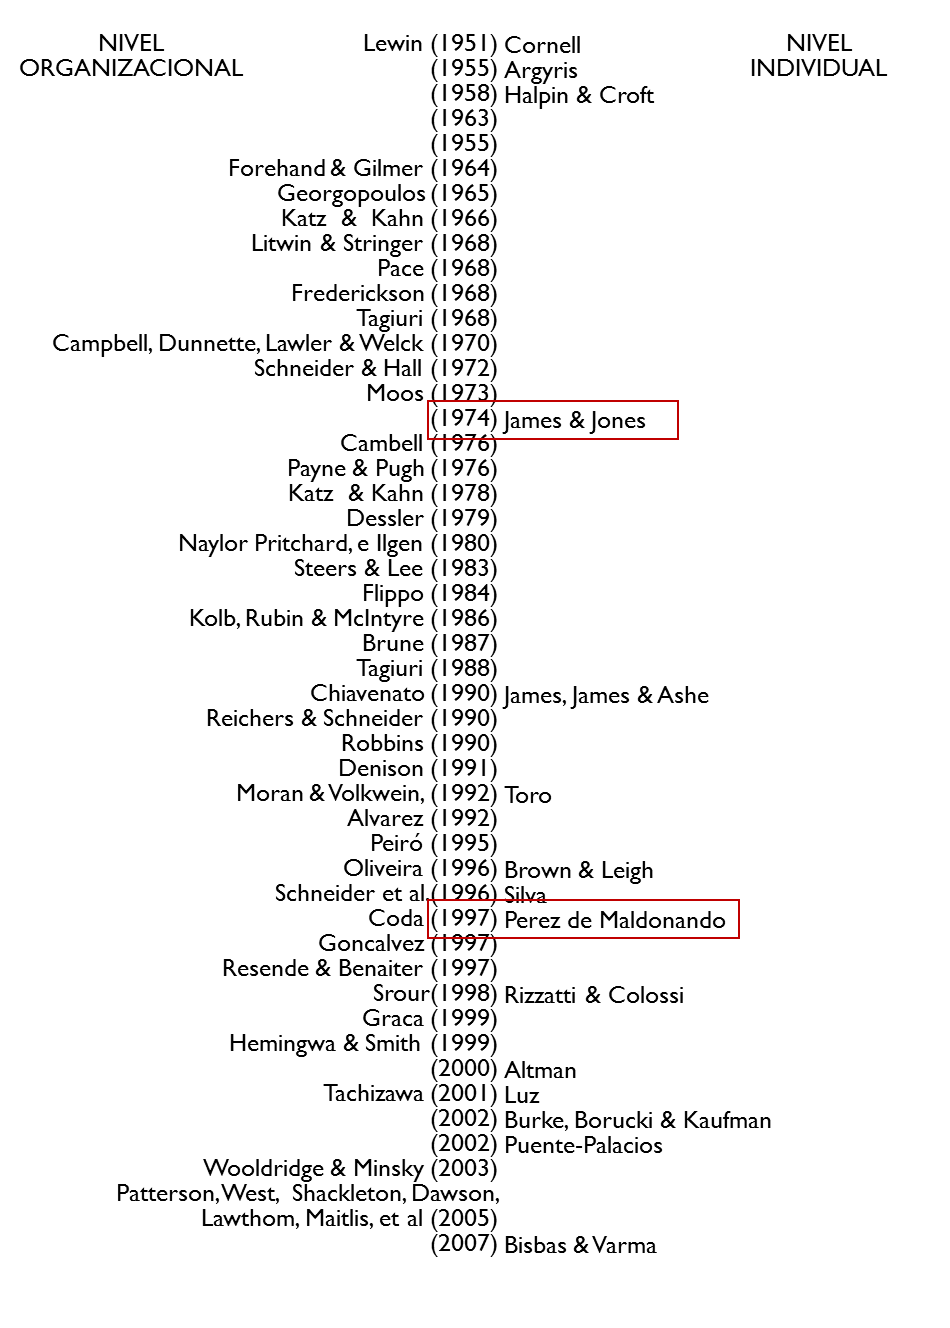 NIVEL ORGANIZACIONAL
NIVEL INDIVIDUAL
Lewin (1951) Cornell
(1955) Argyris
(1958) Halpin & Croft
(1963)
(1955)
Forehand & Gilmer (1964)
Georgopoulos (1965)
Katz & Kahn (1966)
Litwin & Stringer (1968)
Pace (1968)
Frederickson (1968)
Tagiuri (1968)
Campbell, Dunnette, Lawler & Welck (1970)
Schneider & Hall (1972)
Moos (1973)
(1974) James & Jones
Cambell (1976)
Payne & Pugh (1976)
Katz & Kahn (1978)
Dessler (1979)
Naylor Pritchard, e Ilgen (1980)
Steers & Lee (1983)
Flippo (1984)
Kolb, Rubin & McIntyre (1986)
Brune (1987)
Tagiuri (1988)
Chiavenato (1990) James, James & Ashe
Reichers & Schneider (1990)
Robbins (1990)
Denison (1991)
Moran & Volkwein, (1992) Toro
Alvarez (1992)
Peiró (1995)
Oliveira (1996) Brown & Leigh
Schneider et al. (1996) Silva
Coda (1997) Perez de Maldonando
Goncalvez (1997)
Resende & Benaiter (1997)
Srour(1998) Rizzatti & Colossi
Graca (1999)
Hemingwa & Smith (1999)
(2000) Altman
Tachizawa (2001) Luz
(2002) Burke, Borucki & Kaufman
(2002) Puente-Palacios
Wooldridge & Minsky (2003)
Patterson, West, Shackleton, Dawson,
Lawthom, Maitlis, et al (2005)
(2007) Bisbas & Varma